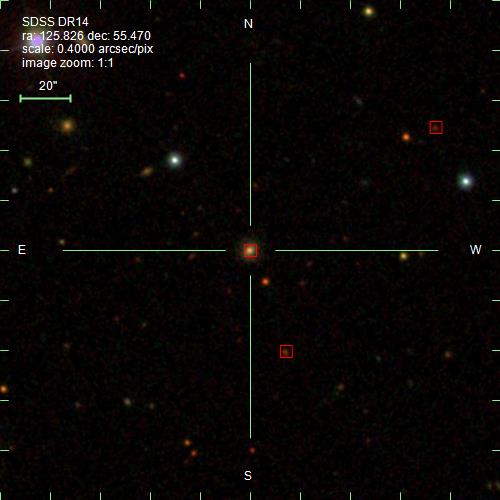 SDSS DR14
ra: 125.826 dec: 55.470
scale: 0.4000 arcsec/pix
image zoom: 1:1
20"
N
E
W
S